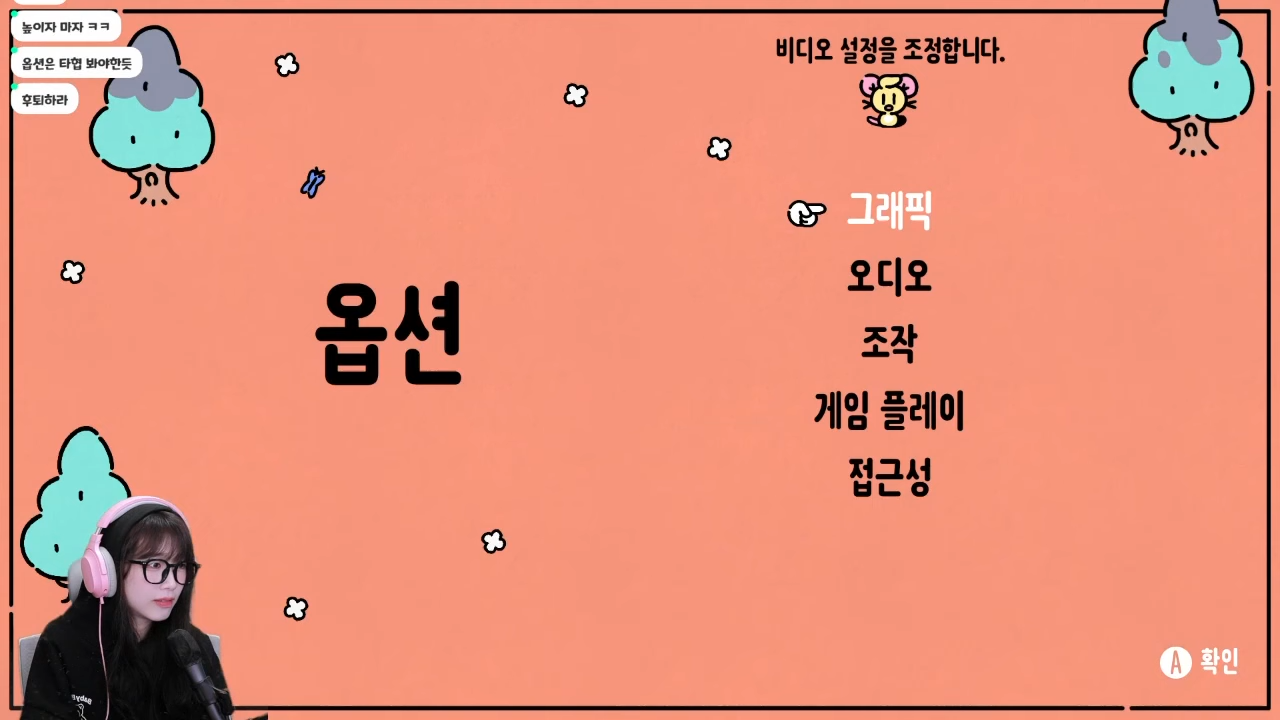 높이자 마자 ㅋㅋ
옵션은 타협 봐야한듯
후퇴하라
비디오 설정을 조정합니다.
그래픽
오디오
옵션
조작
게임 플레이
접근성
A 확인